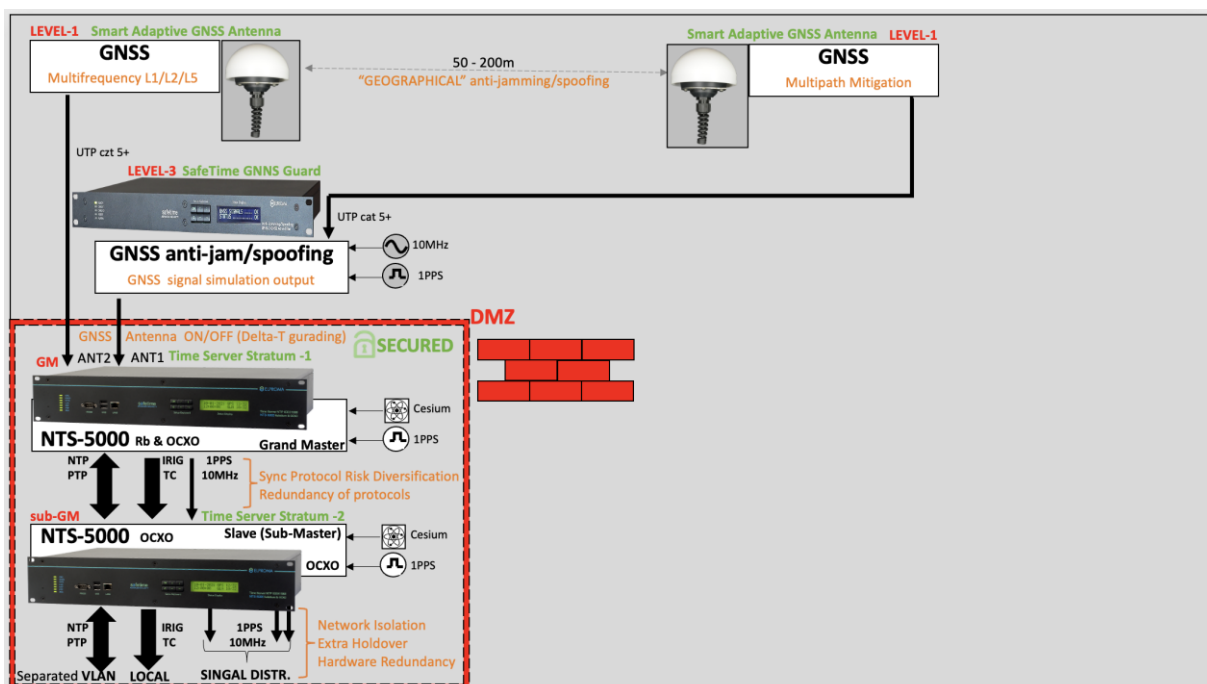 LEVEL-1 Smart Adaptive GNSS Antenna
GNSS
Multifrequency L1/L2/L5
Smart Adaptive GNSS Antenna LEVEL-1
GNSS
Multipath Mitigation
50 - 200m
"GEOGRAPHICAL" anti-jamming/spoofing
UTP czt 5+
LEVEL-3 SafeTime GNNS Guard
UTP cat 5+
GNSS anti-jam/spoofing
GNSS signal simulation output
10MHz
1PPS
DMZ
GNSS Antenna ON/OFF (Delta-T gurading)
SECURED
GM ANT2 ANT1 Time Server Stratum -1
NTS-5000 Rb & OCXO
Grand Master
Cesium
1PPS
NTP
PTP
IRIG
TC
1PPS
10MHz
Sync Protocol Risk Diversification
Redundancy of protocols
sub-GM
Time Server Stratum -2
NTS-5000 OCXO
Slave (Sub-Master)
OCXO
Cesium
1PPS
NTP
PTP
IRIG
TC
1PPS
10MHz
Network Isolation
Extra Holdover
Hardware Redundancy
Separated VLAN
LOCAL
SINGAL DISTR.